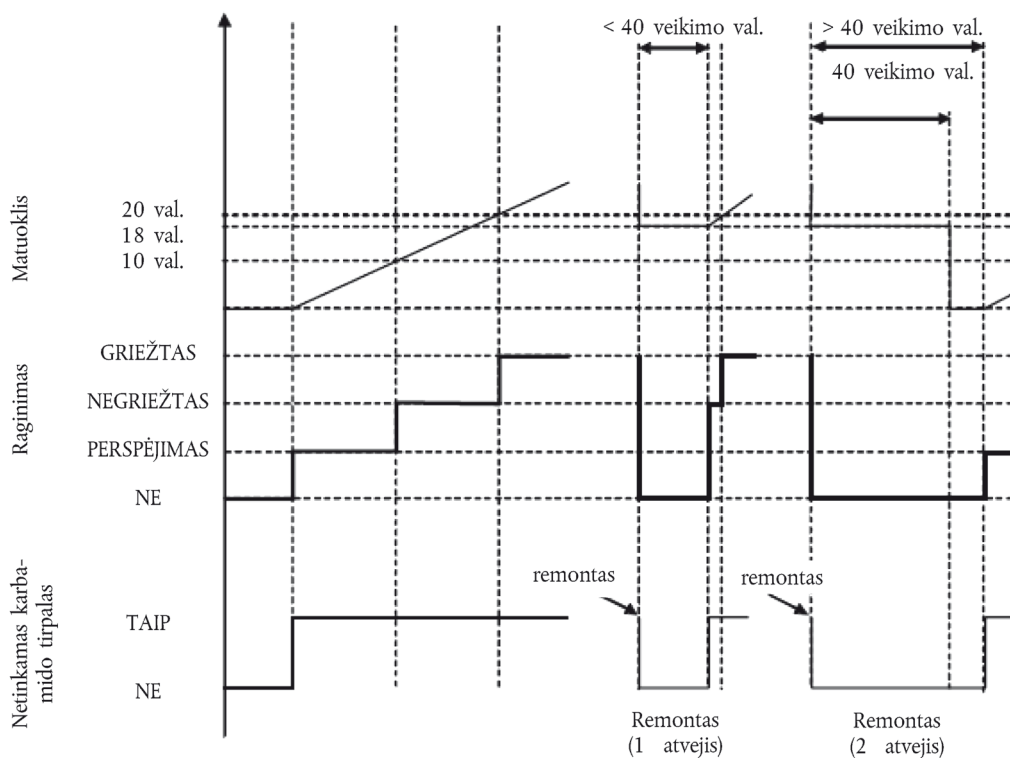 < 40 veikimo val.
> 40 veikimo val.
40 veikimo val.
Matuoklis
20 val.
18 val.
10 val.
Raginimas
GRIEŽTAS
NEGRIEŽTAS
PERSPĖJIMAS
NE
Netinkamas karba-
mido tirpalas
remontas
remontas
TAIP
NE
Remontas
(1 atvejis)
Remontas
(2 atvejis)